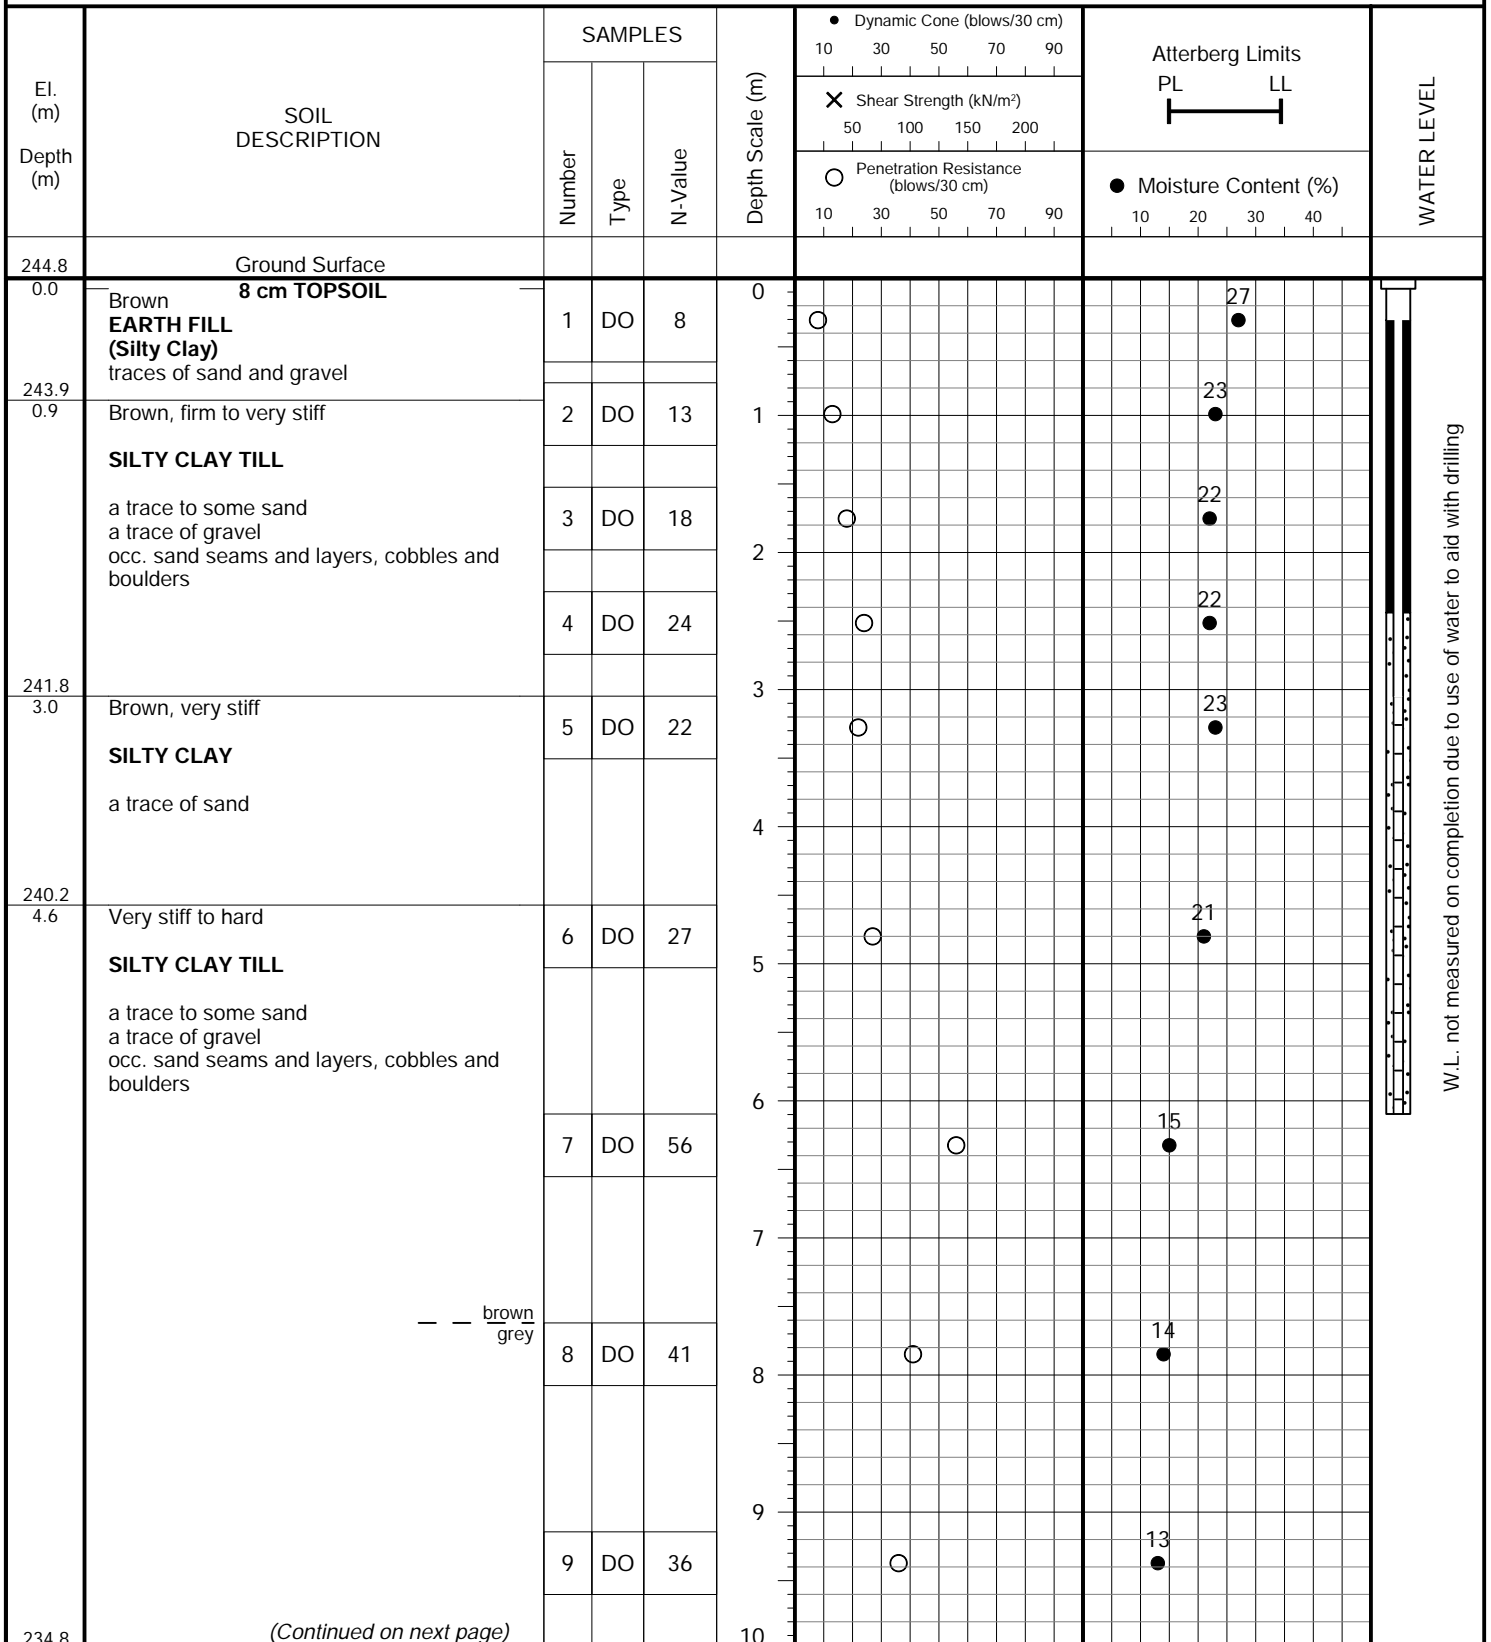 El.
(m)
Depth
(m)
SOIL
DESCRIPTION
SAMPLES
Number
Type
N-Value
Depth Scale (m)
Dynamic Cone (blows/30 cm)
10 30 50 70 90
Shear Strength (kN/m²)
50 100 150 200
Penetration Resistance
(blows/30 cm)
10 30 50 70 90
Atterberg Limits
PL LL
Moisture Content (%)
10 20 30 40
WATER LEVEL
244.8 Ground Surface
0.0 8 cm TOPSOIL 0
Brown
EARTH FILL
(Silty Clay)
traces of sand and gravel
1 DO 8 27
243.9
0.9 Brown, firm to very stiff
2 DO 13 1 23
SILTY CLAY TILL
a trace to some sand
a trace of gravel
occ. sand seams and layers, cobbles and
boulders
3 DO 18 22
2
4 DO 24 22
241.8
3.0 Brown, very stiff 3
5 DO 22 23
SILTY CLAY
a trace of sand
4
240.2
4.6 Very stiff to hard
6 DO 27 21
SILTY CLAY TILL 5
a trace to some sand
a trace of gravel
occ. sand seams and layers, cobbles and
boulders
6
7 DO 56 15
7
brown
grey
8 DO 41 14
8
9
9 DO 36 13
W.L. not measured on completion due to use of water to aid with drilling
(Continued on next page)
234.8 10